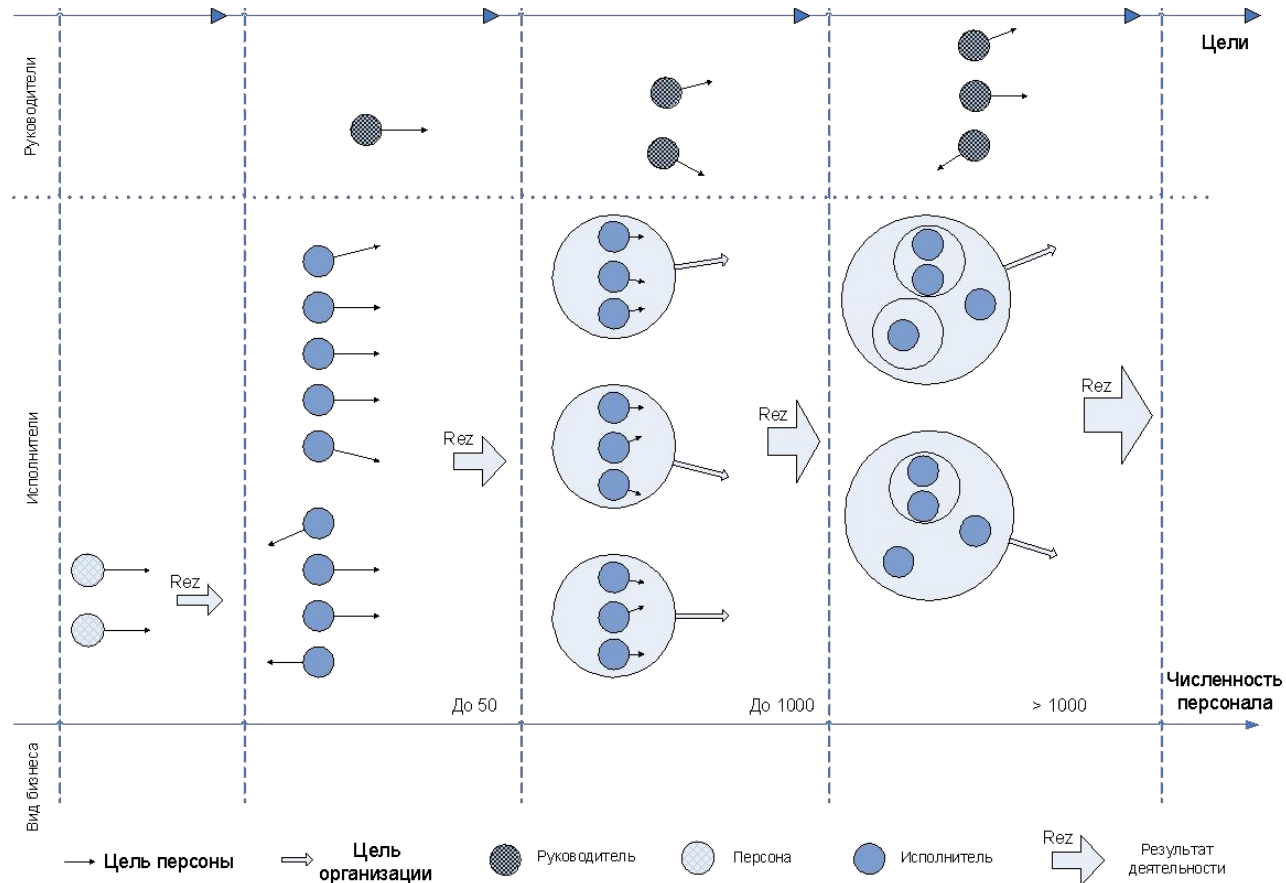 Цели
Руководители
Исполнители
Rez
Rez
Rez
Rez
До 50
До 1000
> 1000
Численность
персонала
Вид бизнеса
Цель персоны
Цель
организации
Руководитель
Персона
Исполнитель
Rez
Результат
деятельности